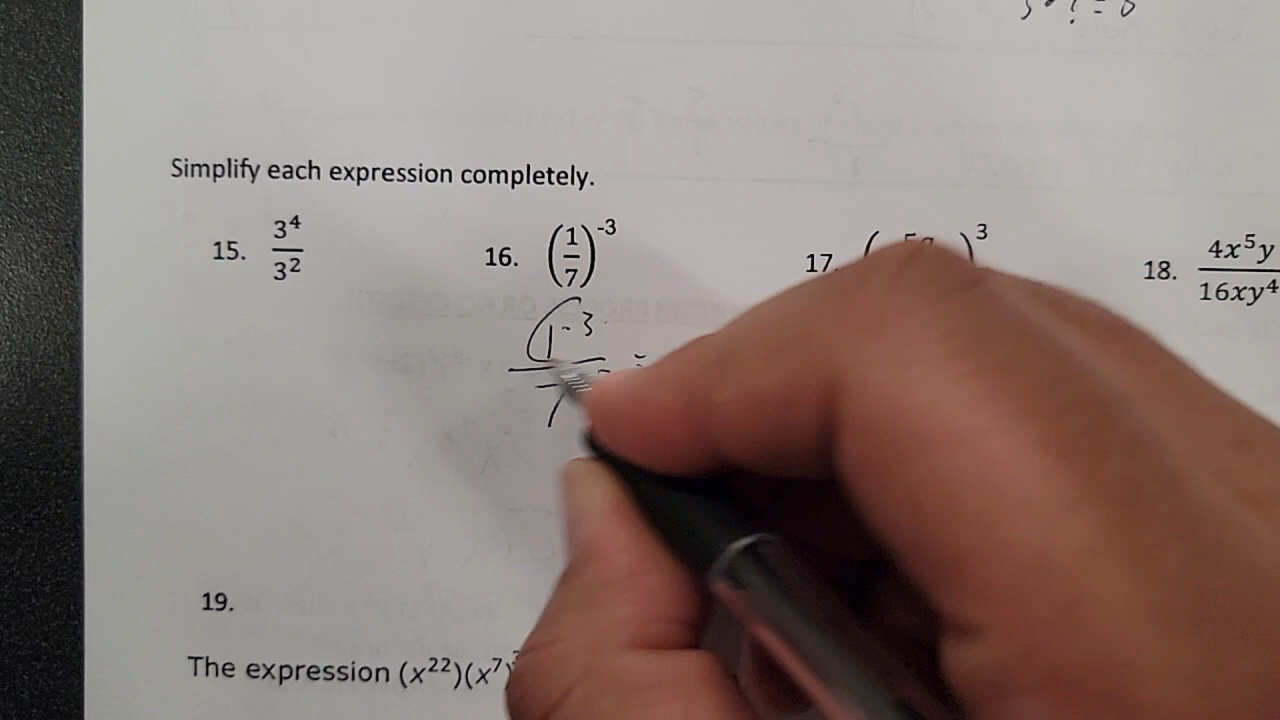 Simplify each expression completely.
15. 3⁴/3² 16. (1/7)⁻³ 17. ( )³ 18. 4x⁵y/16xy⁴
1⁻³
7
19.
The expression (x²²)(x⁷)